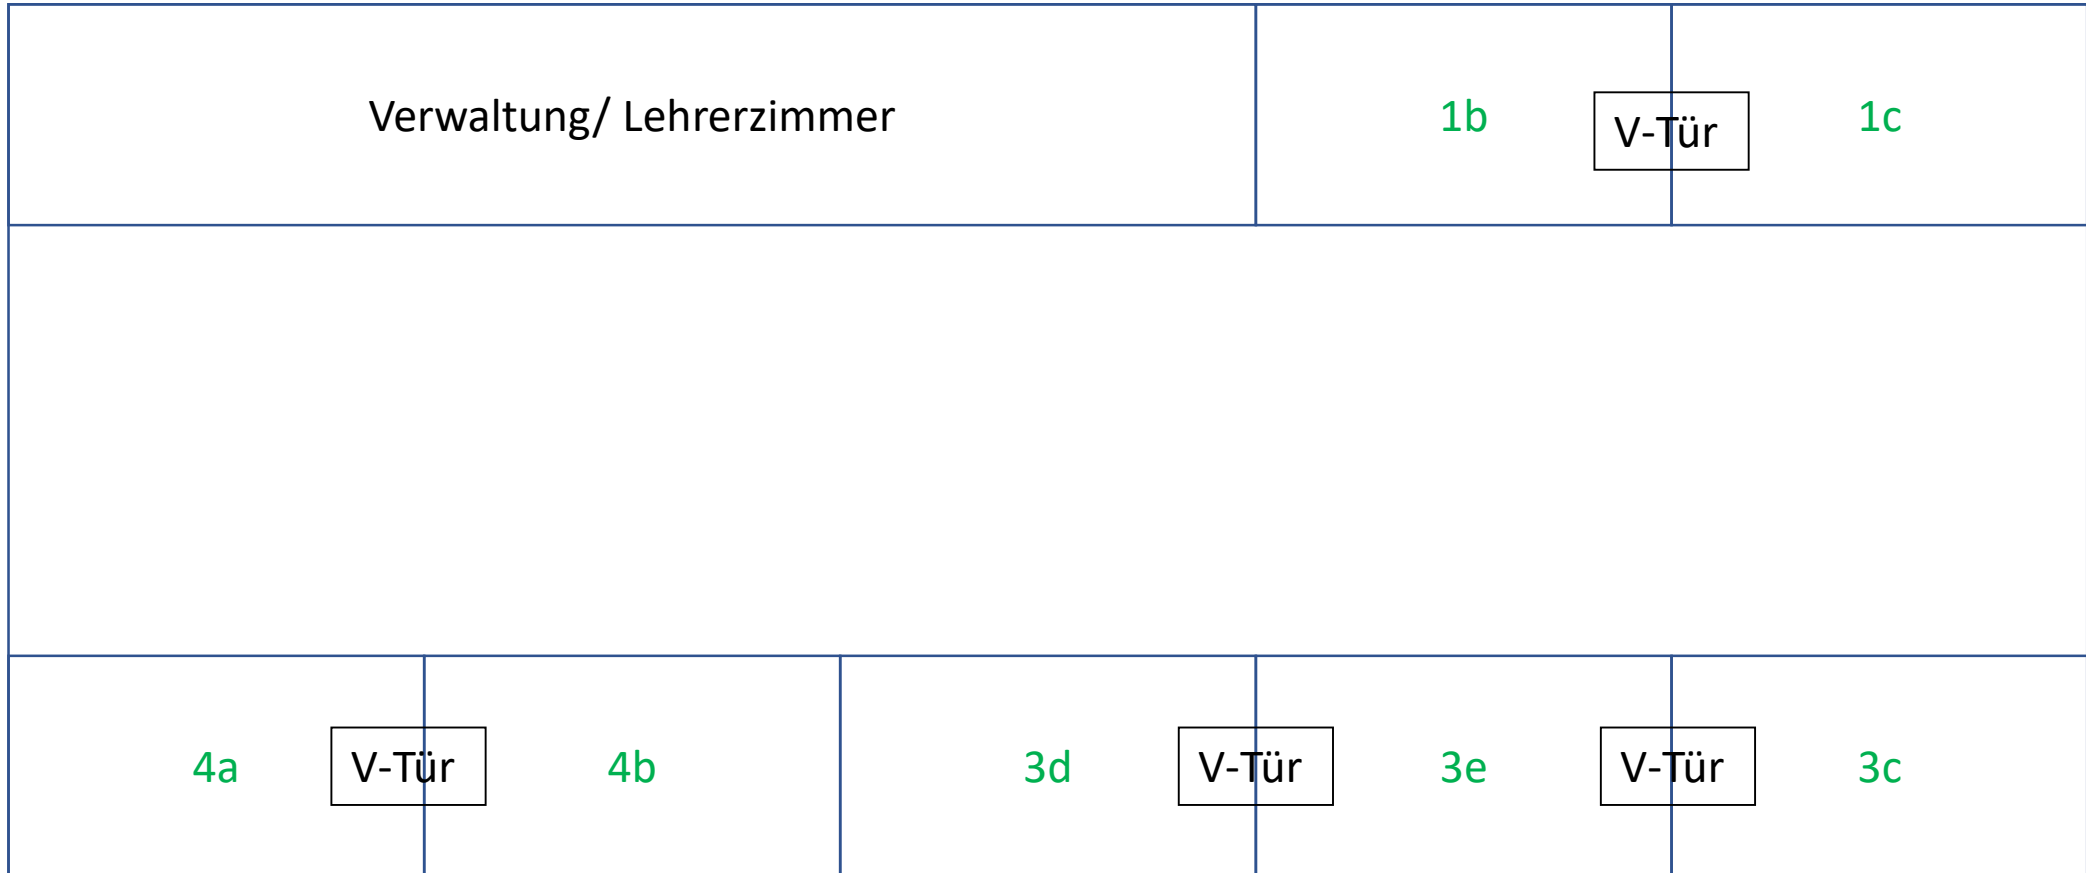 Verwaltung/ Lehrerzimmer
1b
V-Tür
1c
4a
V-Tür
4b
3d
V-Tür
3e
V-Tür
3c